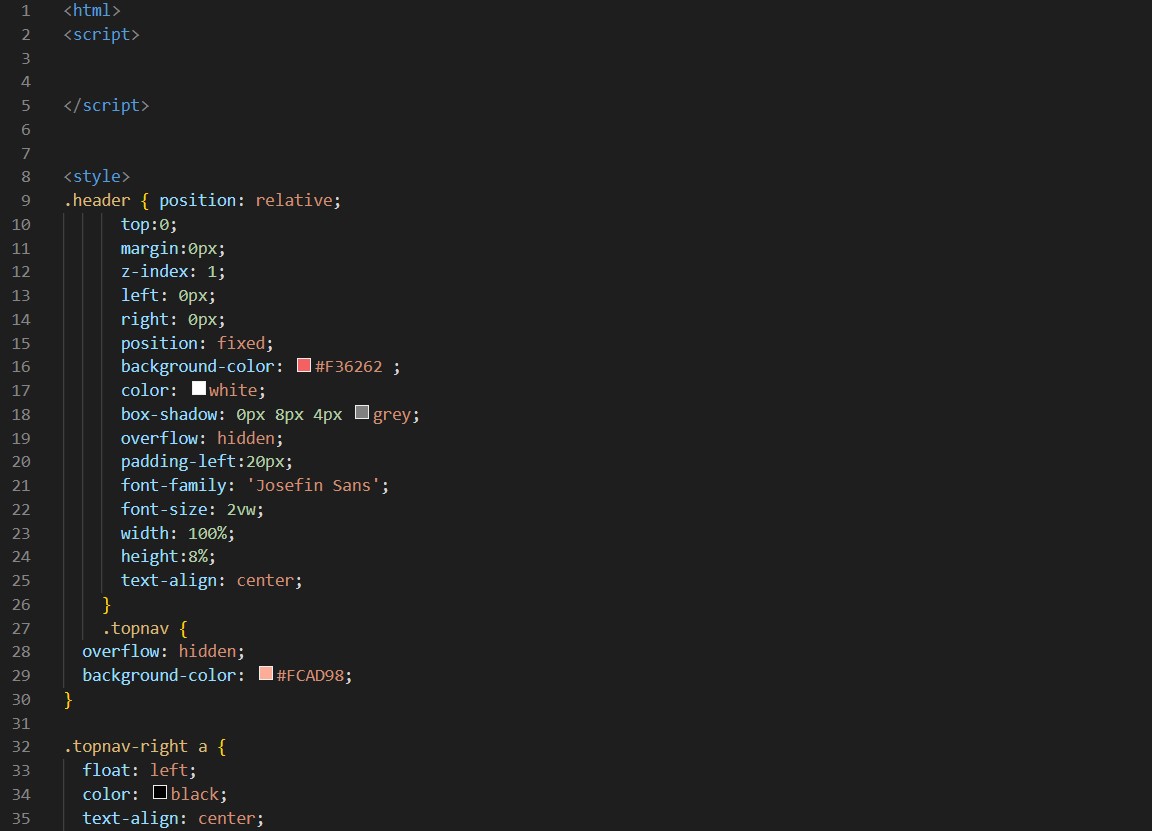 1 <html>
2 <script>
3
4
5 </script>
6
7
8 <style>
9 .header { position: relative;
10 top:0;
11 margin:0px;
12 z-index: 1;
13 left: 0px;
14 right: 0px;
15 position: fixed;
16 background-color: #F36262 ;
17 color: white;
18 box-shadow: 0px 8px 4px grey;
19 overflow: hidden;
20 padding-left:20px;
21 font-family: 'Josefin Sans';
22 font-size: 2vw;
23 width: 100%;
24 height:8%;
25 text-align: center;
26 }
27 .topnav {
28 overflow: hidden;
29 background-color: #FCAD98;
30 }
31
32 .topnav-right a {
33 float: left;
34 color: black;
35 text-align: center;